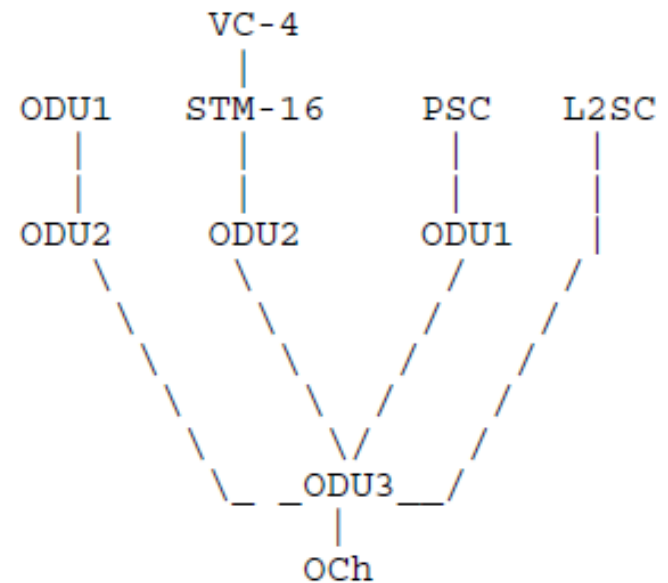 VC-4
ODU1 STM-16 PSC L2SC
ODU2 ODU2 ODU1
ODU3
OCh